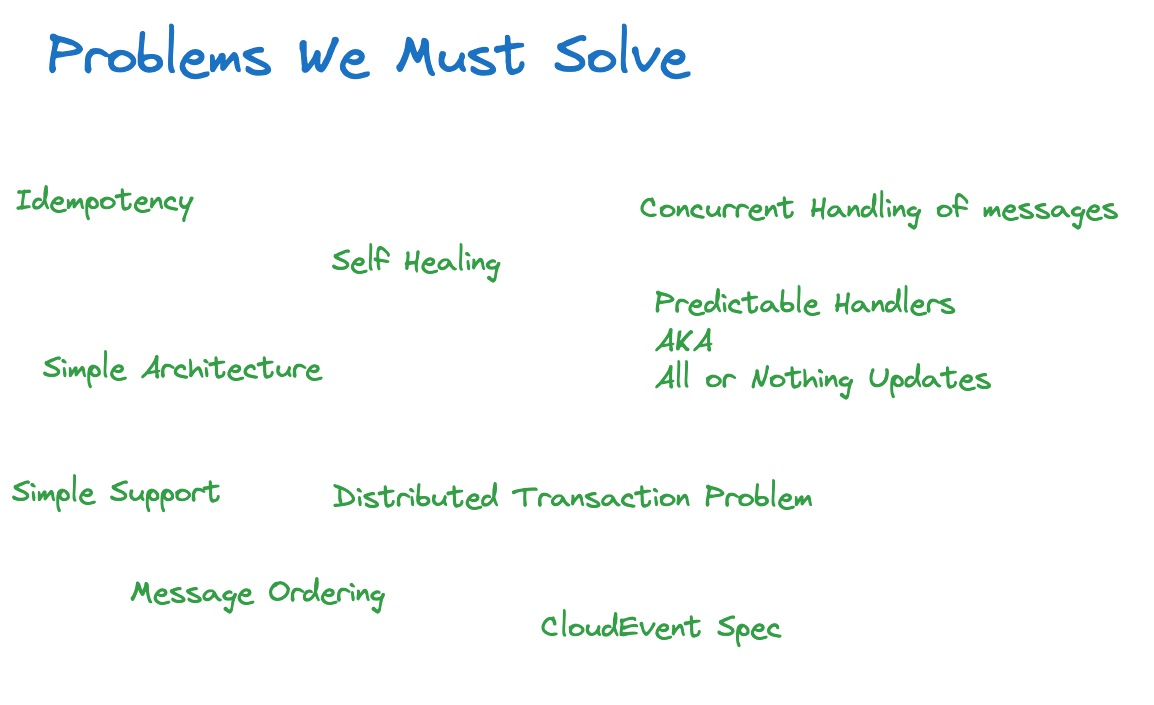 Problems We Must Solve
Idempotency
Concurrent Handling of messages
Self Healing
Predictable Handlers
AKA
All or Nothing Updates
Simple Architecture
Simple Support
Distributed Transaction Problem
Message Ordering
CloudEvent Spec